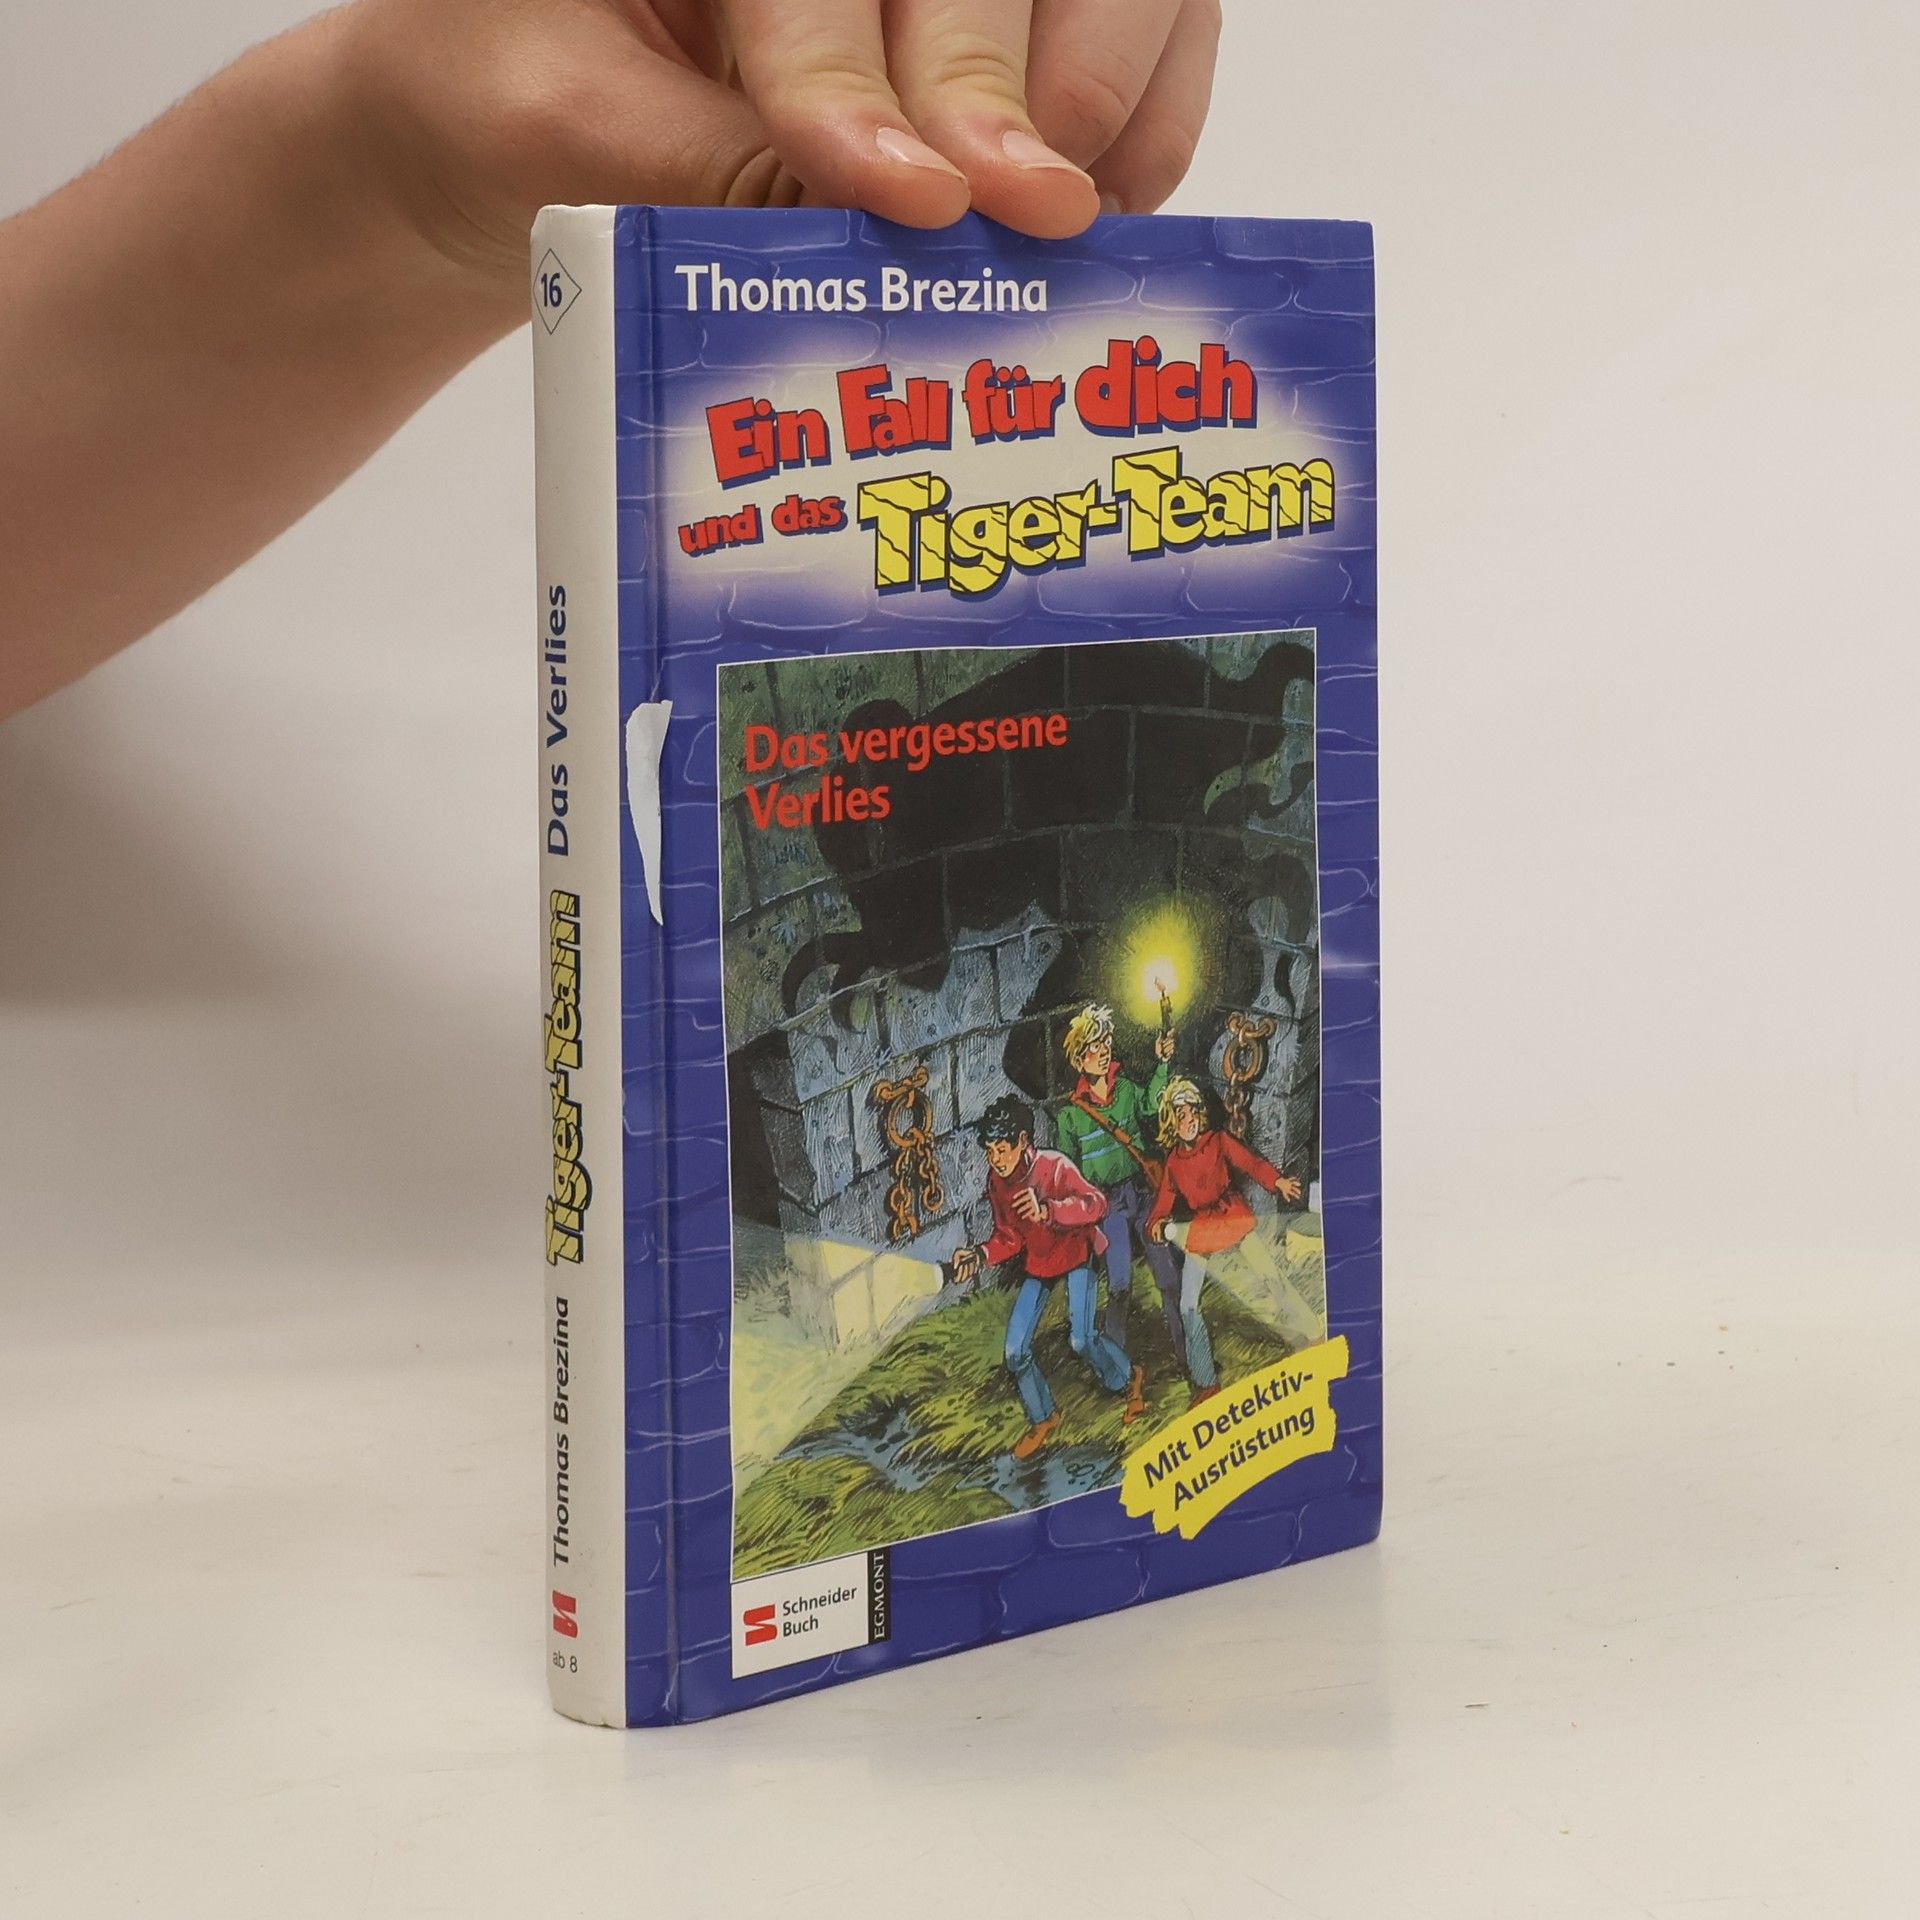 16
Das Verlies
Tiger-Team
Thomas Brezina
ab 8
Thomas Brezina
Ein Fall für dich
und das Tiger-Team
Das vergessene
Verlies
Mit Detektiv-
Ausrüstung
Schneider
Buch
EGMONT